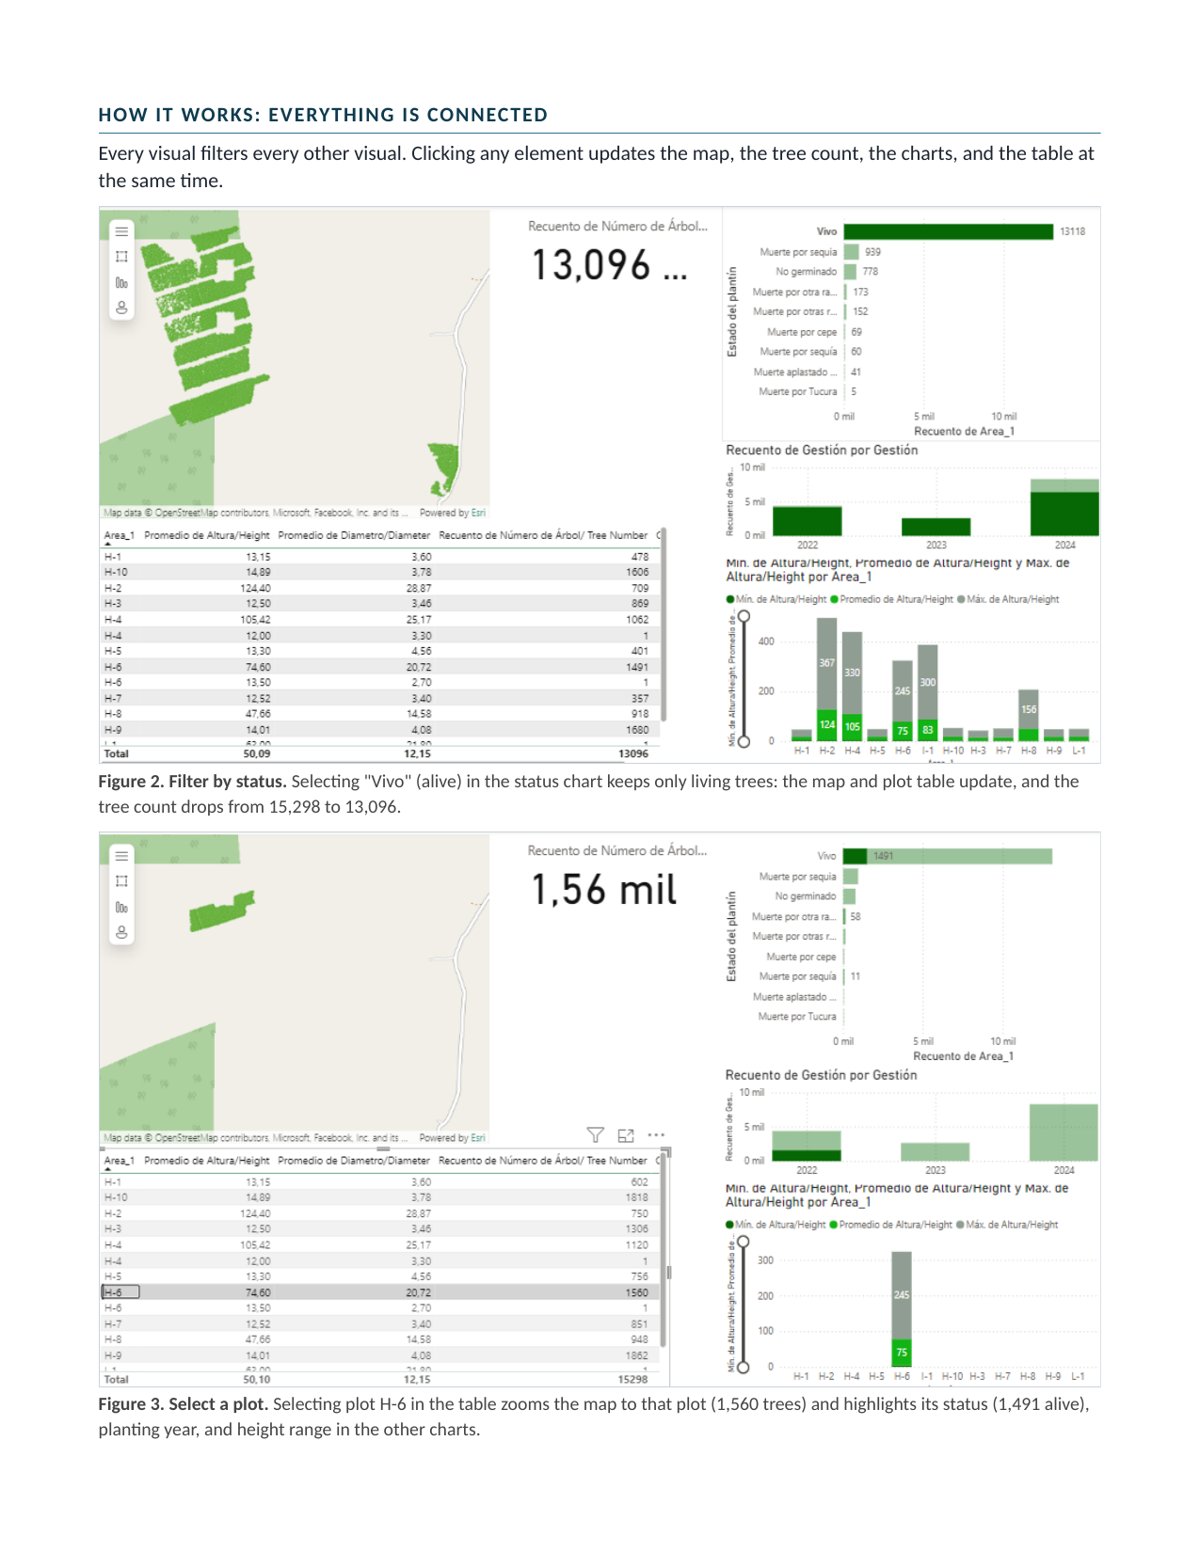 HOW IT WORKS: EVERYTHING IS CONNECTED
Every visual filters every other visual. Clicking any element updates the map, the tree count, the charts, and the table at
the same time.
Recuento de Número de Árbol...
13,096 ...
Map data © OpenStreetMap contributors, Microsoft, Facebook, Inc. and its ... Powered by Esri
Estado del plantín
Vivo 13118
Muerte por sequia 939
No germinado 778
Muerte por otra ra... 173
Muerte por otras r... 152
Muerte por cepe 69
Muerte por sequía 60
Muerte aplastado ... 41
Muerte por Tucura 5
0 mil 5 mil 10 mil
Recuento de Area_1
Recuento de Gestión por Gestión
Recuento de Ges...
10 mil
5 mil
0 mil
2022 2023 2024
Mín. de Altura/Height, Promedio de Altura/Height y Máx. de
Altura/Height por Area_1
Mín. de Altura/Height Promedio de Altura/Height Máx. de Altura/Height
Mín. de Altura/Height, Promedio de ...
400
200
0
367 330 245 300 156
124 105 75 83
H-1 H-2 H-4 H-5 H-6 I-1 H-10 H-3 H-7 H-8 H-9 L-1
Area_1 Promedio de Altura/Height Promedio de Diametro/Diameter Recuento de Número de Árbol/ Tree Number
H-1 13,15 3,60 478
H-10 14,89 3,78 1606
H-2 124,40 28,87 709
H-3 12,50 3,46 869
H-4 105,42 25,17 1062
H-4 12,00 3,30 1
H-5 13,30 4,56 401
H-6 74,60 20,72 1491
H-6 13,50 2,70 1
H-7 12,52 3,40 357
H-8 47,66 14,58 918
H-9 14,01 4,08 1680
Total 50,09 12,15 13096
Figure 2. Filter by status. Selecting "Vivo" (alive) in the status chart keeps only living trees: the map and plot table update, and the
tree count drops from 15,298 to 13,096.
Recuento de Número de Árbol...
1,56 mil
Map data © OpenStreetMap contributors, Microsoft, Facebook, Inc. and its ... Powered by Esri
Estado del plantín
Vivo 1491
Muerte por sequia
No germinado
Muerte por otra ra... 58
Muerte por otras r...
Muerte por cepe
Muerte por sequía 11
Muerte aplastado ...
Muerte por Tucura
0 mil 5 mil 10 mil
Recuento de Area_1
Recuento de Gestión por Gestión
Recuento de Ges...
10 mil
5 mil
0 mil
2022 2023 2024
Mín. de Altura/Height, Promedio de Altura/Height y Máx. de
Altura/Height por Area_1
Mín. de Altura/Height Promedio de Altura/Height Máx. de Altura/Height
Mín. de Altura/Height, Promedio de ...
300
200
100
0
245
75
H-1 H-2 H-4 H-5 H-6 I-1 H-10 H-3 H-7 H-8 H-9 L-1
Area_1 Promedio de Altura/Height Promedio de Diametro/Diameter Recuento de Número de Árbol/ Tree Number
H-1 13,15 3,60 602
H-10 14,89 3,78 1818
H-2 124,40 28,87 750
H-3 12,50 3,46 1306
H-4 105,42 25,17 1120
H-4 12,00 3,30 1
H-5 13,30 4,56 756
H-6 74,60 20,72 1560
H-6 13,50 2,70 1
H-7 12,52 3,40 851
H-8 47,66 14,58 948
H-9 14,01 4,08 1862
Total 50,10 12,15 15298
Figure 3. Select a plot. Selecting plot H-6 in the table zooms the map to that plot (1,560 trees) and highlights its status (1,491 alive),
planting year, and height range in the other charts.